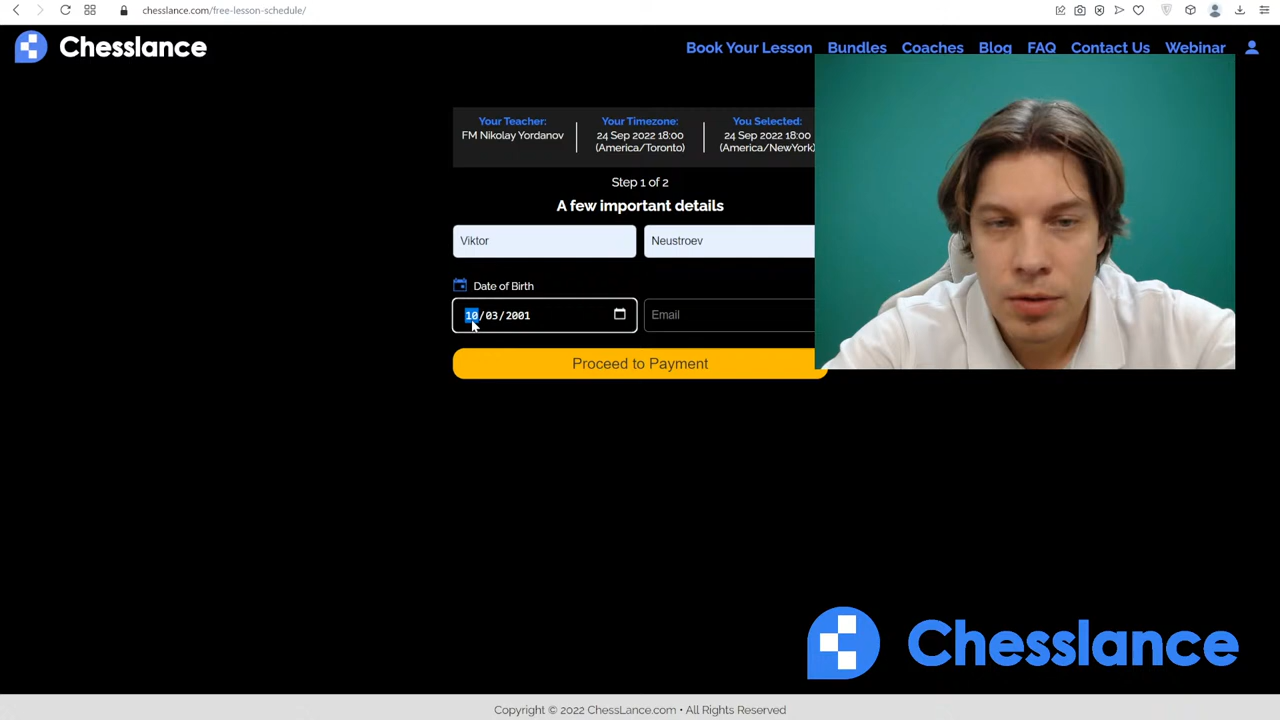 chesslance.com/free-lesson-schedule/
Chesslance
Book Your Lesson Bundles Coaches Blog FAQ Contact Us Webinar
Your Teacher: Your Timezone: You Selected:
FM Nikolay Yordanov 24 Sep 2022 18:00 24 Sep 2022 18:00
(America/Toronto) (America/NewYork)
Step 1 of 2
A few important details
Viktor Neustroev
Date of Birth
10/03/2001 Email
Proceed to Payment
Chesslance
Copyright © 2022 ChessLance.com • All Rights Reserved